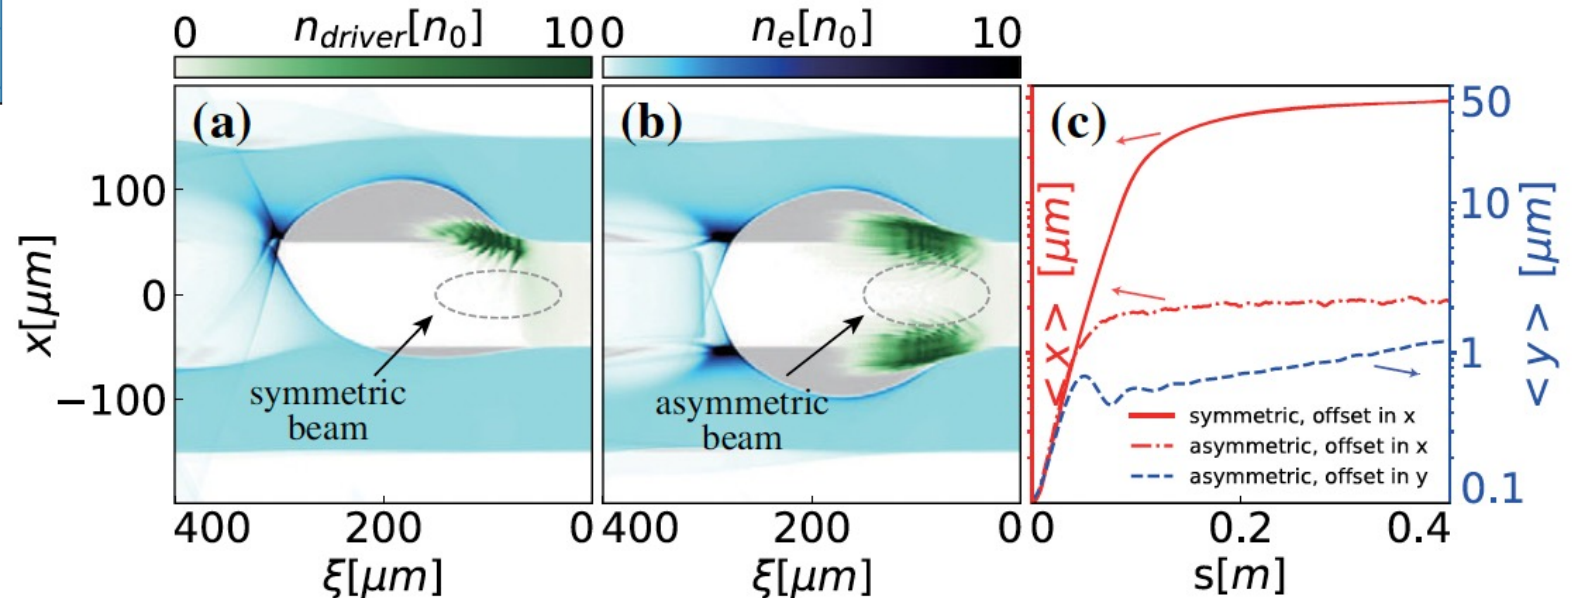 0 n_driver[n_0] 10
0 n_e[n_0] 10
(a)
(b)
(c)
x[μm]
100
0
−100
symmetric
beam
asymmetric
beam
400 200 0
ξ[μm]
400 200 0
ξ[μm]
< x > [μm]
50
10
1
0.1
< y > [μm]
symmetric, offset in x
asymmetric, offset in x
asymmetric, offset in y
0 0.2 0.4
s[m]